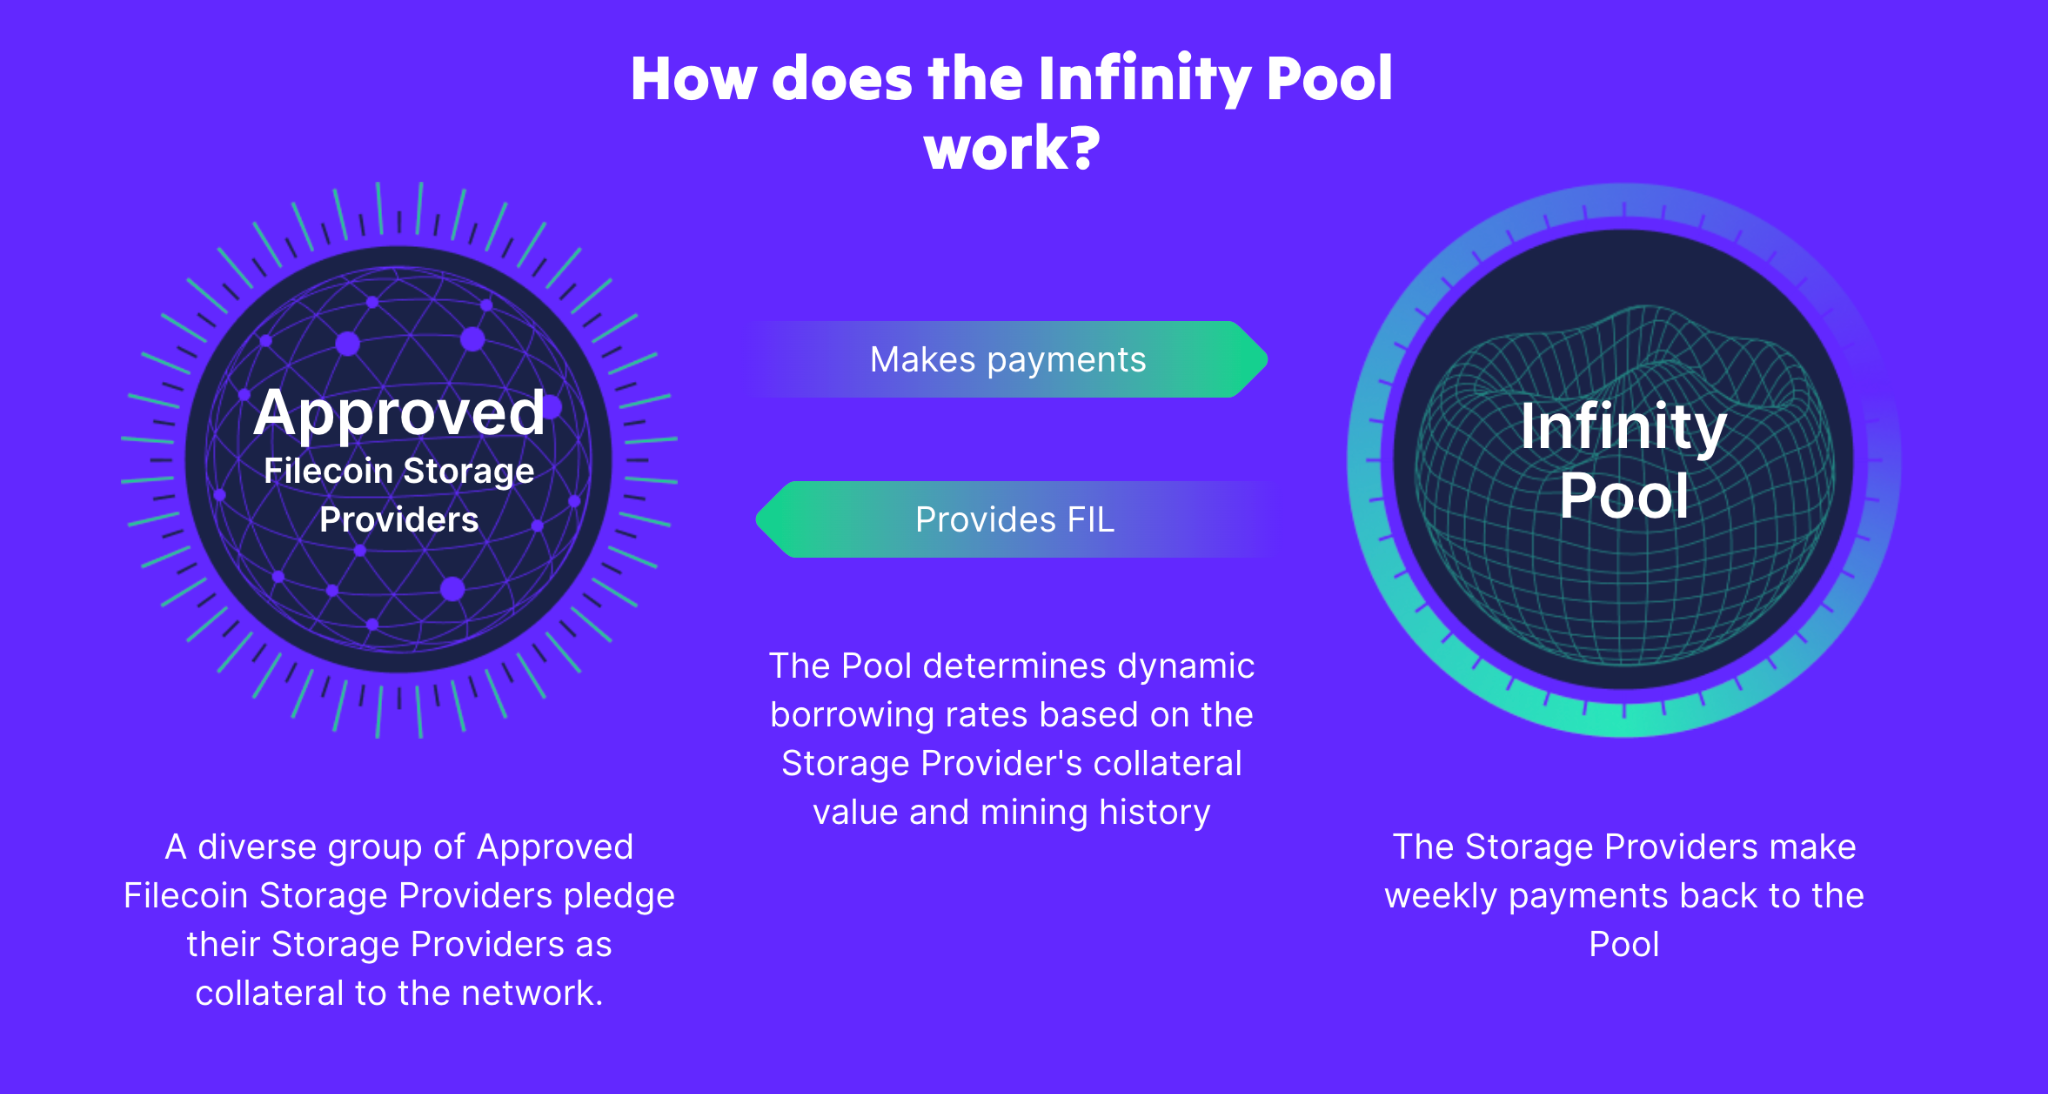 How does the Infinity Pool
work?
Approved
Filecoin Storage
Providers
Makes payments
Provides FIL
Infinity
Pool
A diverse group of Approved
Filecoin Storage Providers pledge
their Storage Providers as
collateral to the network.
The Pool determines dynamic
borrowing rates based on the
Storage Provider's collateral
value and mining history
The Storage Providers make
weekly payments back to the
Pool